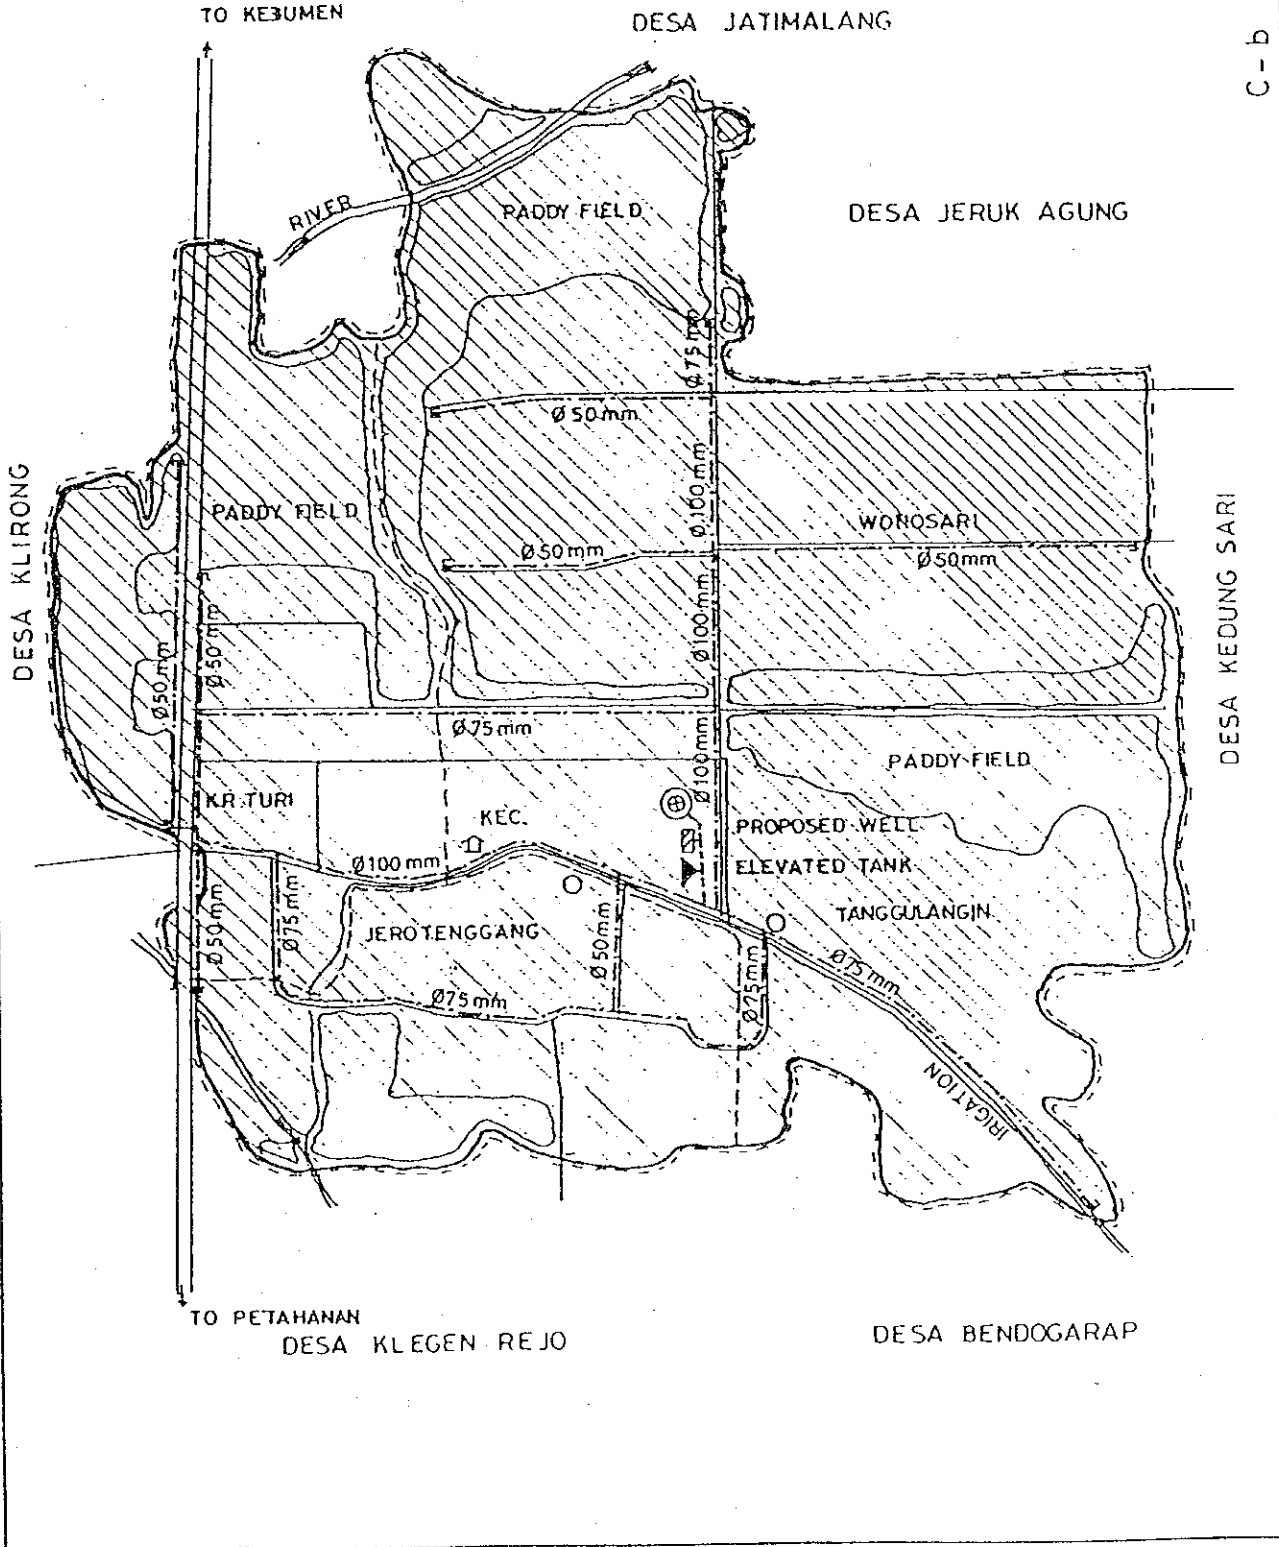 TO KEBUMEN
DESA JATIMALANG
C-b
RIVER
PADDY FIELD
DESA JERUK AGUNG
Ø75mm
Ø50mm
DESA KLIRONG
PADDY FIELD
Ø100mm
WONOSARI
DESA KEDUNG SARI
Ø50mm
Ø50mm
Ø100mm
Ø50mm
Ø50mm
Ø75mm
Ø100mm
PADDY FIELD
KR.TURI
KEC.
PROPOSED WELL
Ø100mm
ELEVATED TANK
Ø75mm
Ø50mm
JEROTENGGANG
Ø50mm
TANGGULANGIN
Ø75mm
Ø75mm
Ø75mm
IRIGATION
TO PETAHANAN
DESA KLEGEN REJO
DESA BENDOGARAP